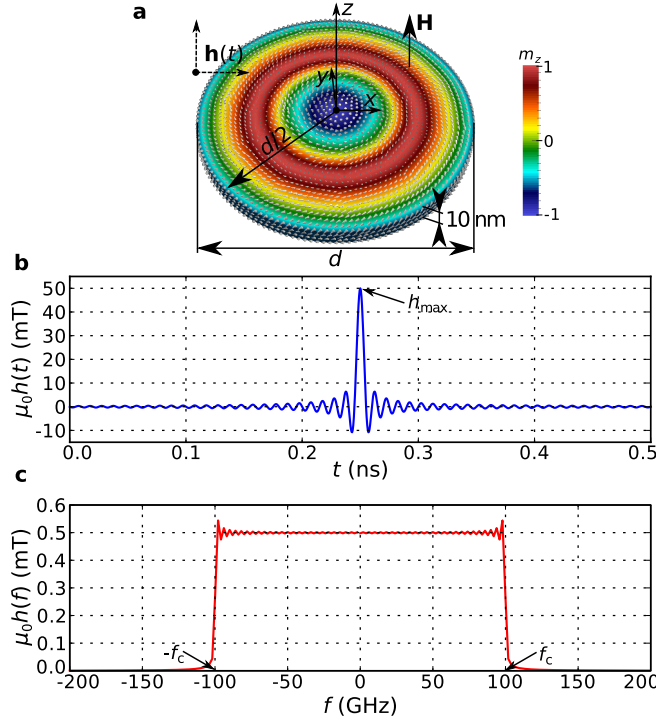 a
z
H
m_z
h(t)
y
x
1
0
-1
d/2
10 nm
d
b
μ₀h(t) (mT)
50
40
30
20
10
0
-10
h_max
0.0 0.1 0.2 0.3 0.4 0.5
t (ns)
c
μ₀h(f) (mT)
0.6
0.5
0.4
0.3
0.2
0.1
0.0
-f_c
f_c
-200 -150 -100 -50 0 50 100 150 200
f (GHz)